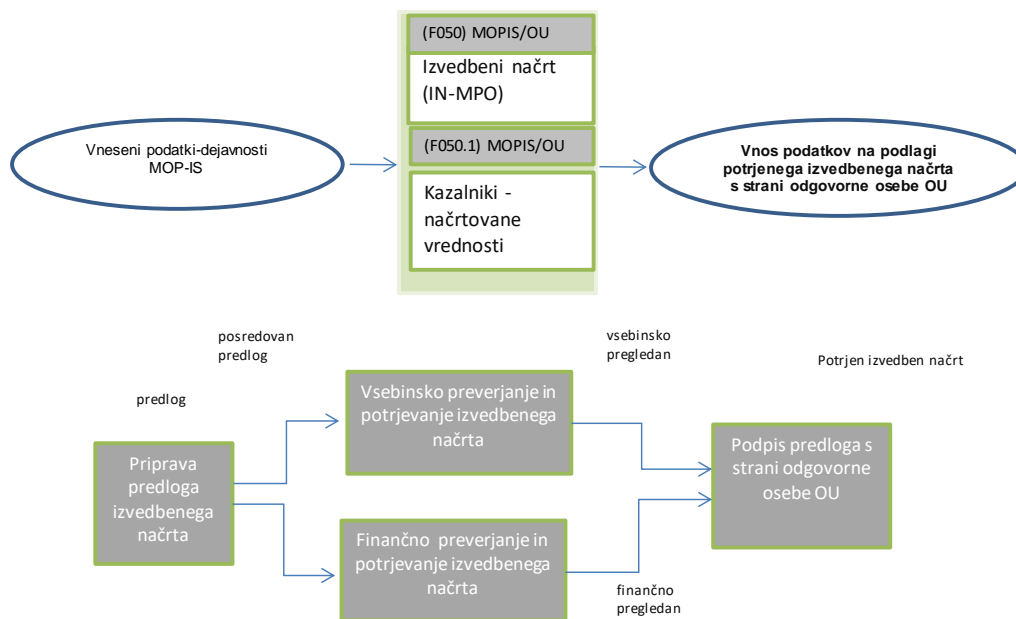 (F050) MOPIS/OU
Izvedbeni načrt
(IN-MPO)
Vneseni podatki-dejavnosti
MOP-IS
(F050.1) MOPIS/OU
Kazalniki -
načrtovane
vrednosti
Vnos podatkov na podlagi
potrjenega izvedbenega načrta
s strani odgovorne osebe OU
posredovan
predlog
vsebinsko
pregledan
Potrjen izvedben načrt
predlog
Vsebinsko preverjanje in
potrjevanje izvedbenega
načrta
Priprava
predloga
izvedbenega
načrta
Podpis predloga s
strani odgovorne
osebe OU
Finančno preverjanje in
potrjevanje izvedbenega
načrta
finančno
pregledan